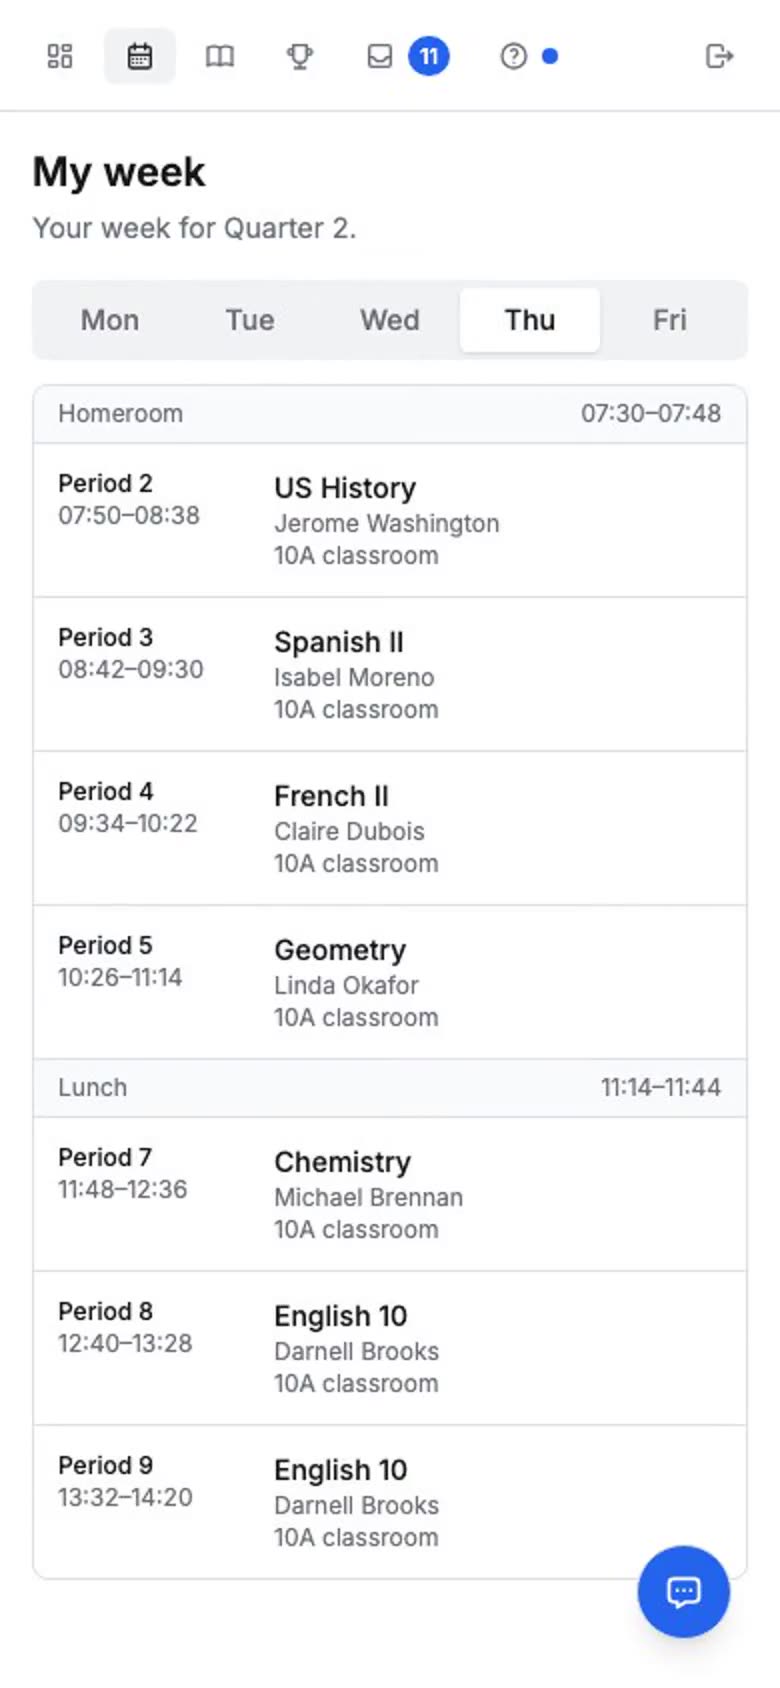 11
My week
Your week for Quarter 2.
Mon Tue Wed Thu Fri
Homeroom 07:30–07:48
Period 2
07:50–08:38
US History
Jerome Washington
10A classroom
Period 3
08:42–09:30
Spanish II
Isabel Moreno
10A classroom
Period 4
09:34–10:22
French II
Claire Dubois
10A classroom
Period 5
10:26–11:14
Geometry
Linda Okafor
10A classroom
Lunch 11:14–11:44
Period 7
11:48–12:36
Chemistry
Michael Brennan
10A classroom
Period 8
12:40–13:28
English 10
Darnell Brooks
10A classroom
Period 9
13:32–14:20
English 10
Darnell Brooks
10A classroom